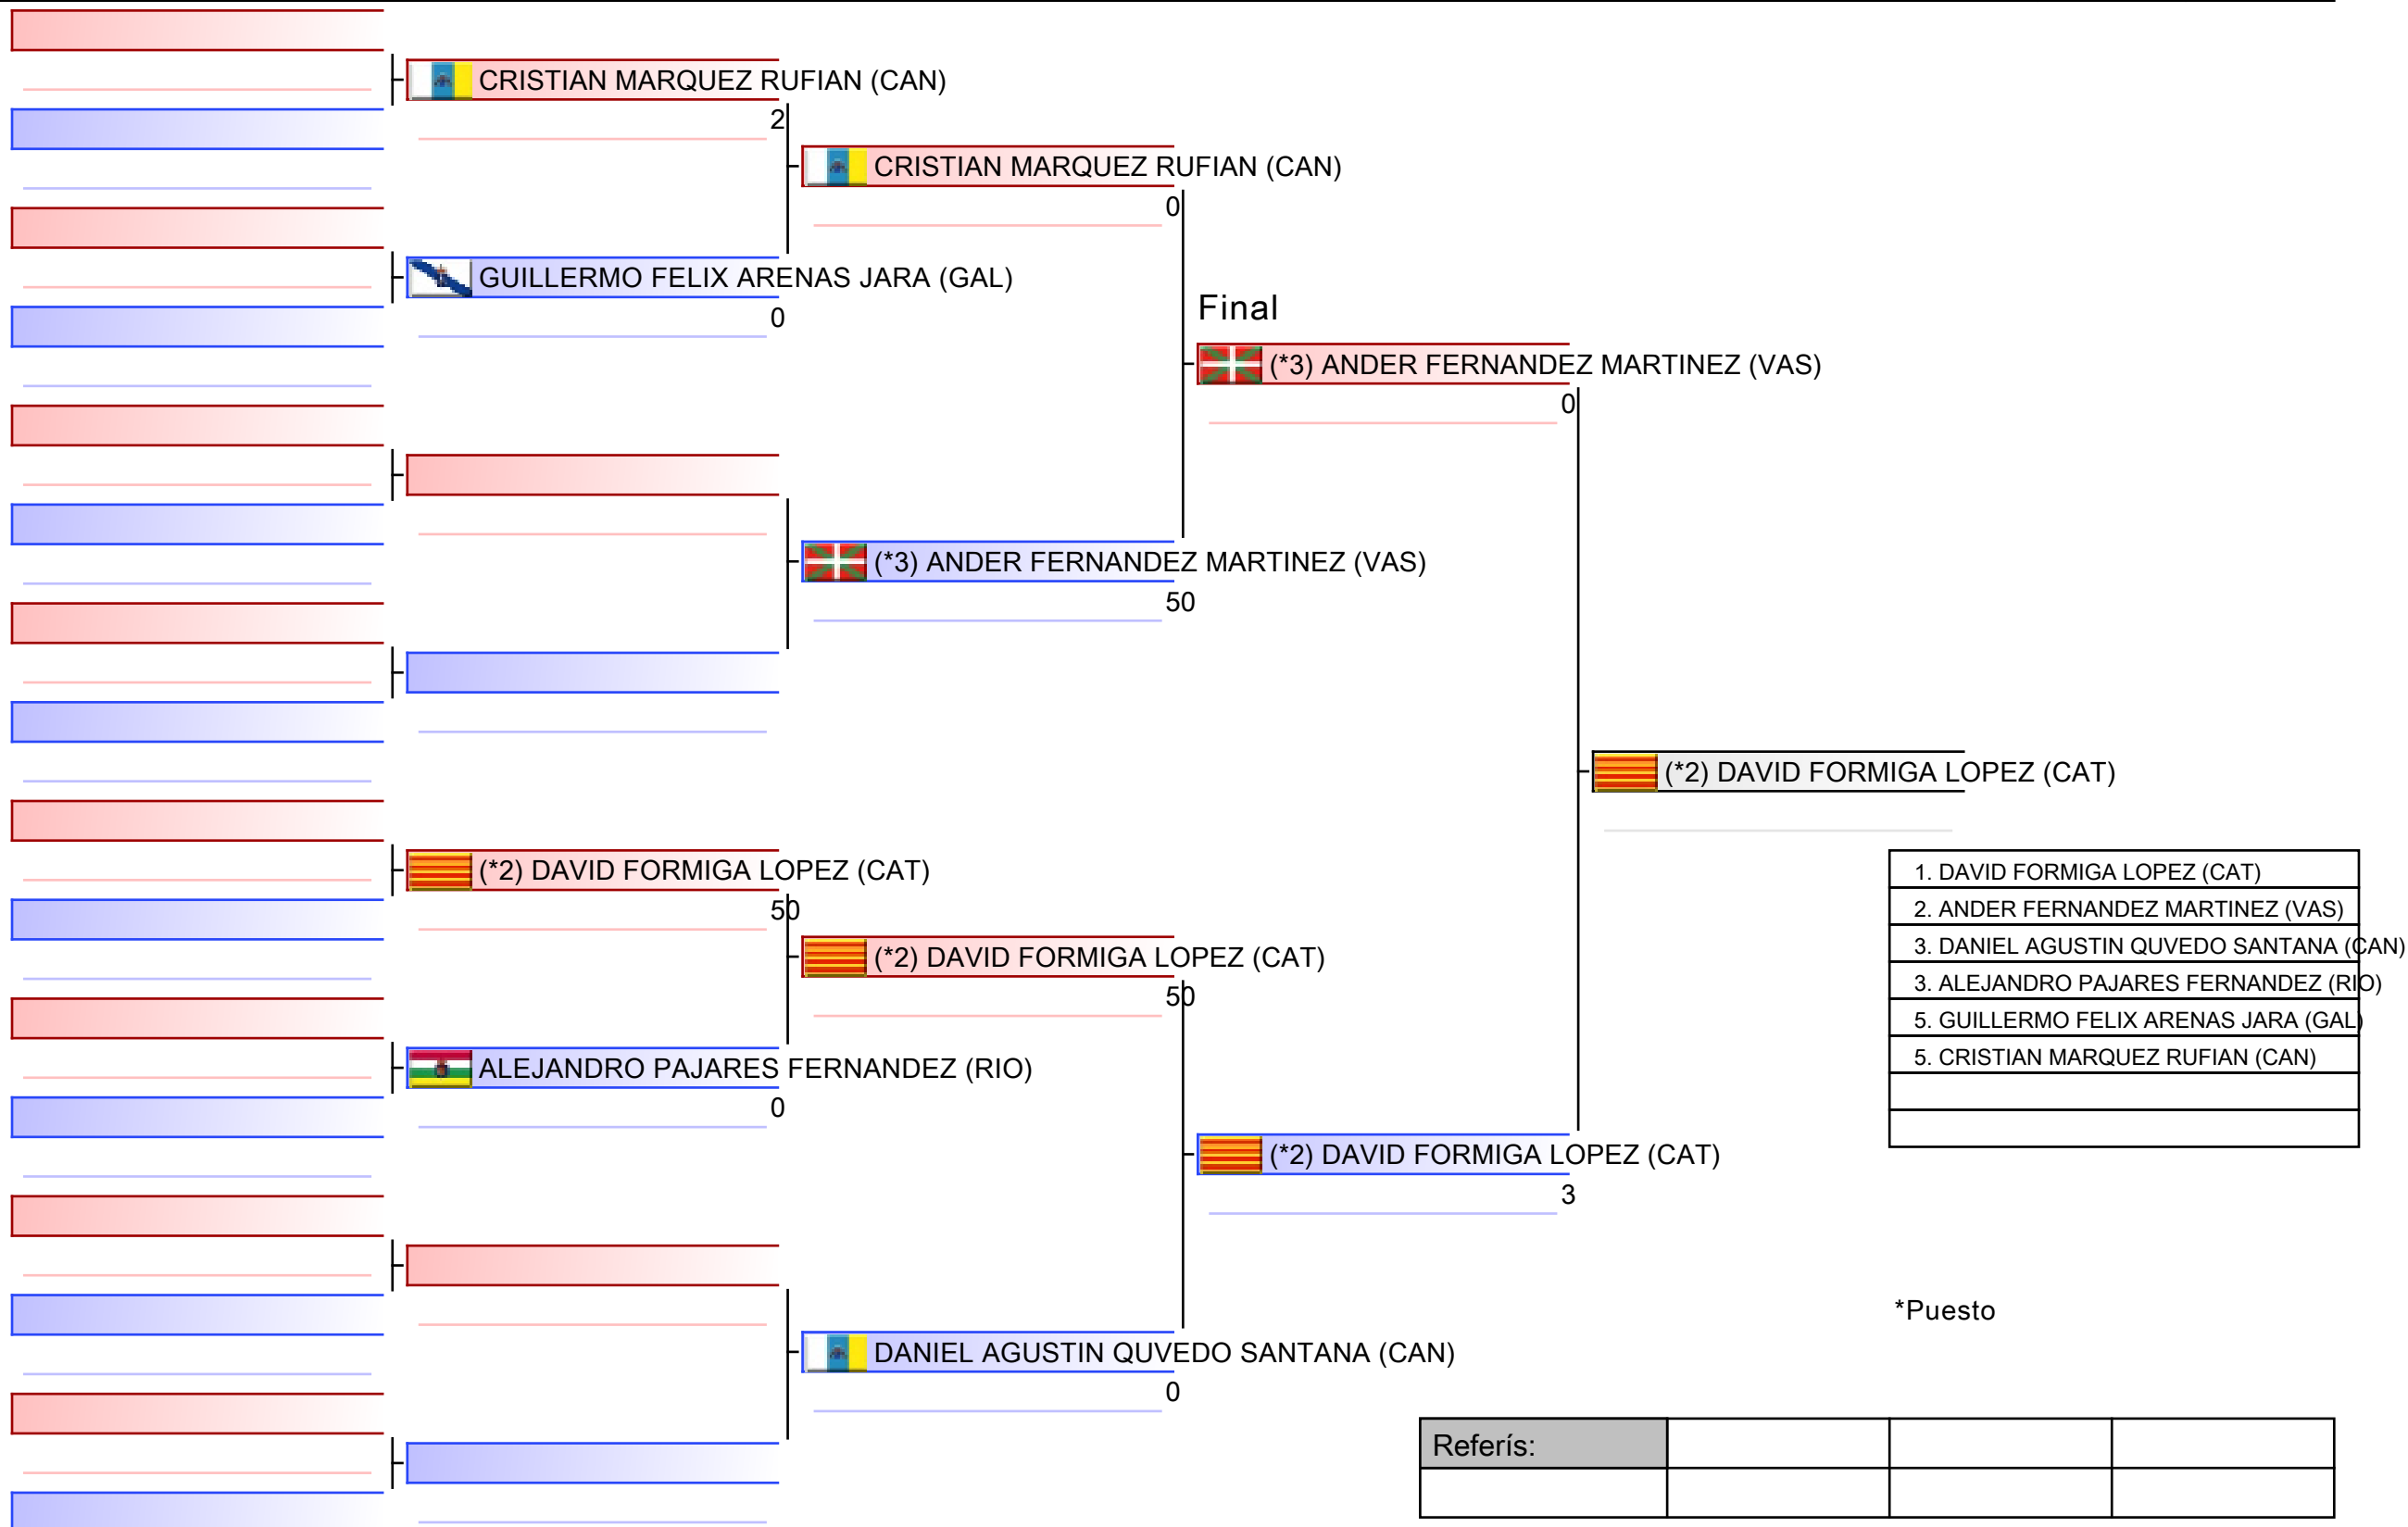 CRISTIAN MARQUEZ RUFIAN (CAN)
2
CRISTIAN MARQUEZ RUFIAN (CAN)
0
GUILLERMO FELIX ARENAS JARA (GAL)
0
Final
(*3) ANDER FERNANDEZ MARTINEZ (VAS)
0
(*3) ANDER FERNANDEZ MARTINEZ (VAS)
50
(*2) DAVID FORMIGA LOPEZ (CAT)
(*2) DAVID FORMIGA LOPEZ (CAT)
50
(*2) DAVID FORMIGA LOPEZ (CAT)
50
ALEJANDRO PAJARES FERNANDEZ (RIO)
0
(*2) DAVID FORMIGA LOPEZ (CAT)
3
DANIEL AGUSTIN QUVEDO SANTANA (CAN)
0
1. DAVID FORMIGA LOPEZ (CAT)
2. ANDER FERNANDEZ MARTINEZ (VAS)
3. DANIEL AGUSTIN QUVEDO SANTANA (CAN)
3. ALEJANDRO PAJARES FERNANDEZ (RIO)
5. GUILLERMO FELIX ARENAS JARA (GAL)
5. CRISTIAN MARQUEZ RUFIAN (CAN)
*Puesto
Referís: